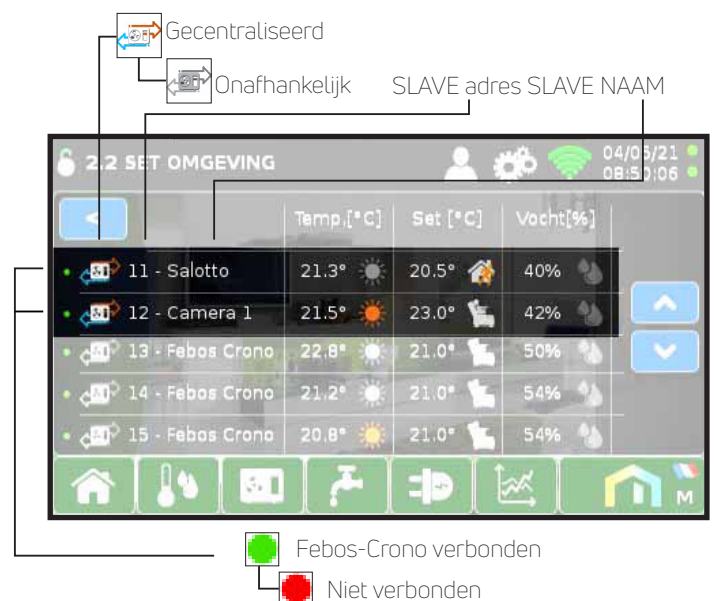 Gecentraliseerd
Onafhankelijk
SLAVE adres SLAVE NAAM
2.2 SET OMGEVING
04/05/21
08:50:06
<
Temp.[°C] Set [°C] Vocht[%]
11 - Salotto 21.3° 20.5° 40%
12 - Camera 1 21.5° 23.0° 42%
13 - Febos Crono 22.8° 21.0° 50%
14 - Febos Crono 21.2° 21.0° 54%
15 - Febos Crono 20.8° 21.0° 54%
M
Febos-Crono verbonden
Niet verbonden